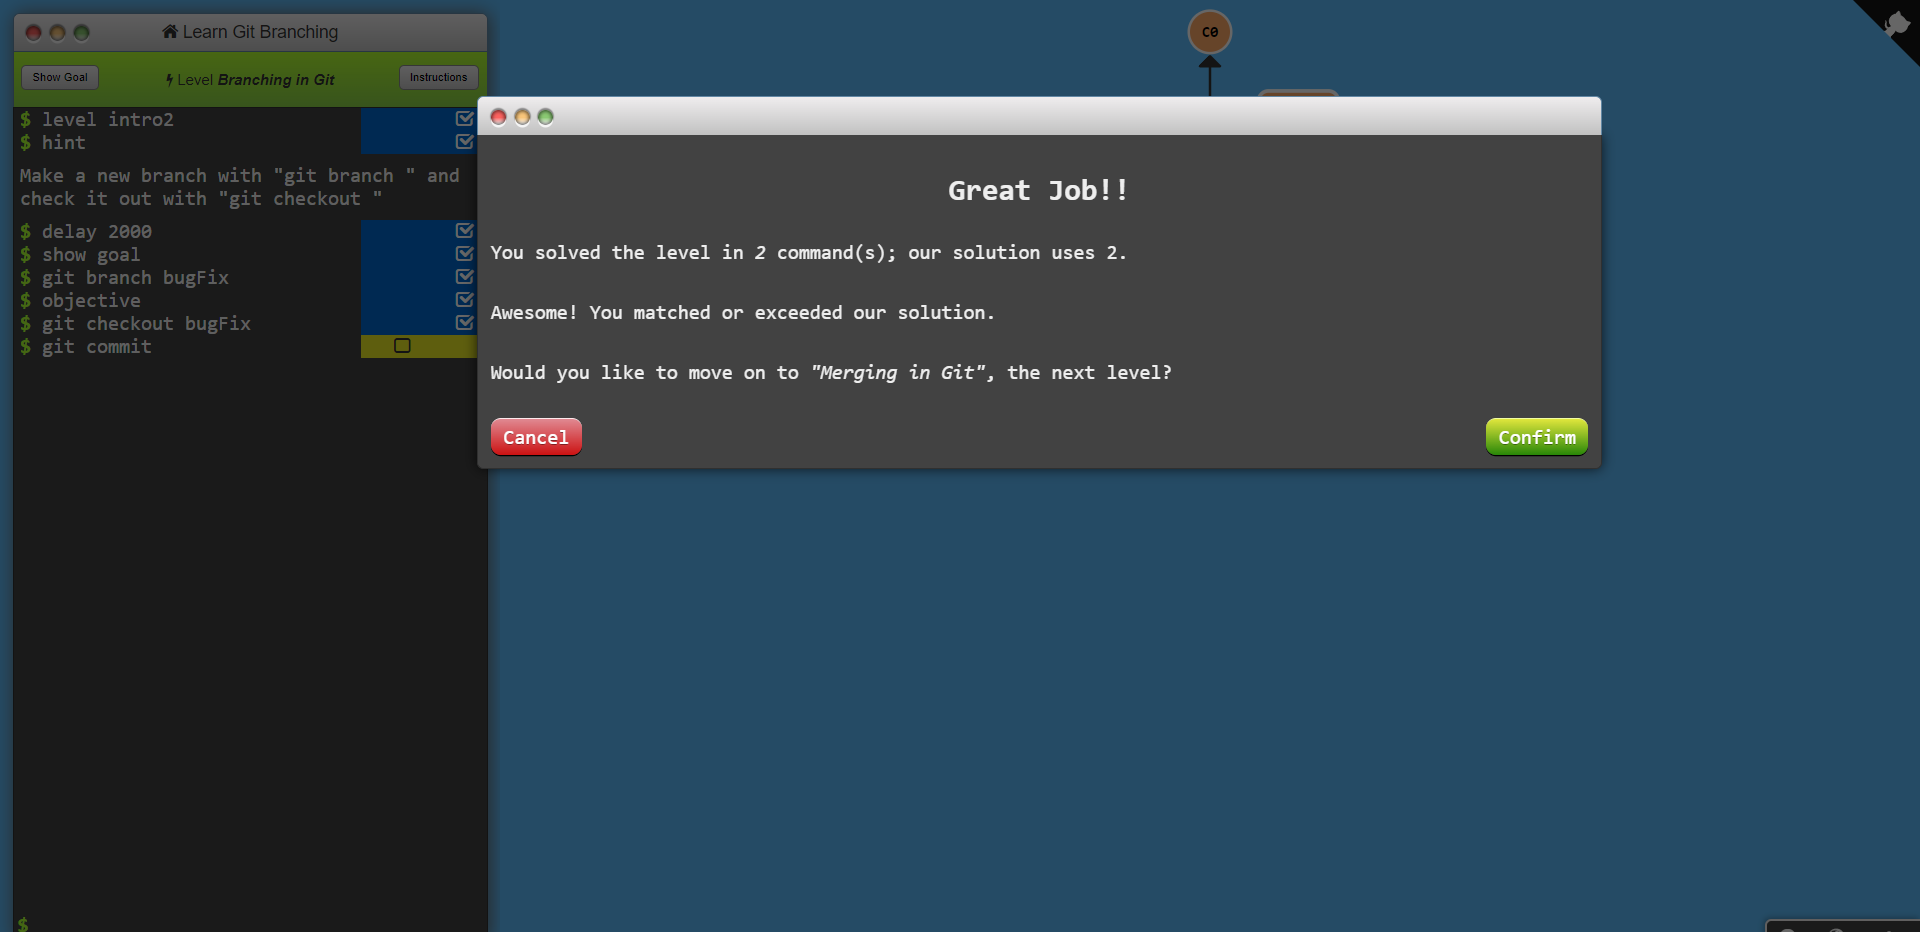 Learn Git Branching
Show Goal
Level Branching in Git
Instructions
$ level intro2
$ hint
Make a new branch with "git branch " and
check it out with "git checkout "
$ delay 2000
$ show goal
$ git branch bugFix
$ objective
$ git checkout bugFix
$ git commit
$
C0
Great Job!!
You solved the level in 2 command(s); our solution uses 2.
Awesome! You matched or exceeded our solution.
Would you like to move on to "Merging in Git", the next level?
Cancel
Confirm